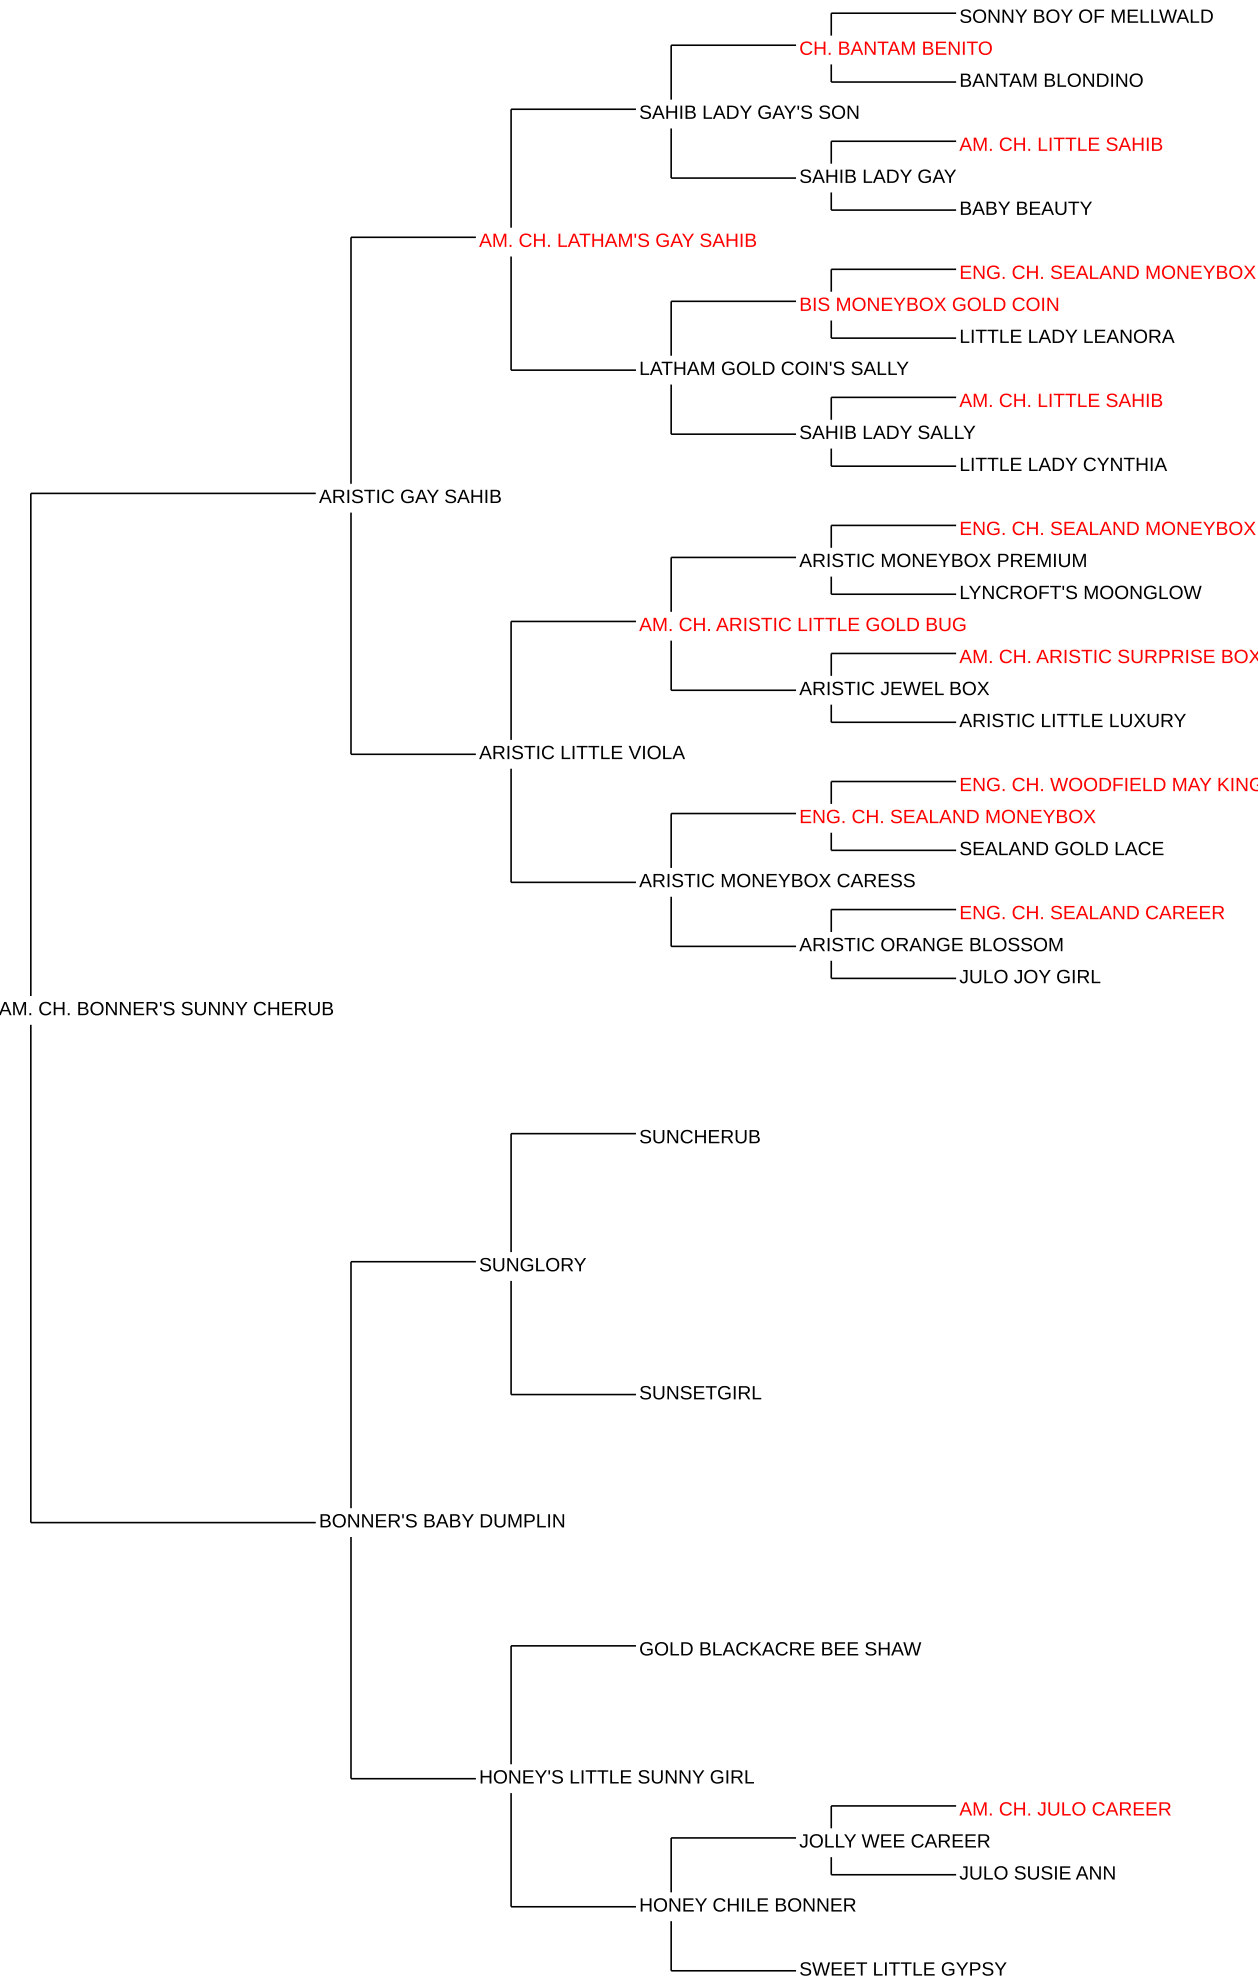 SONNY BOY OF MELLWALD
CH. BANTAM BENITO
BANTAM BLONDINO
SAHIB LADY GAY'S SON
AM. CH. LITTLE SAHIB
SAHIB LADY GAY
BABY BEAUTY
AM. CH. LATHAM'S GAY SAHIB
ENG. CH. SEALAND MONEYBOX
BIS MONEYBOX GOLD COIN
LITTLE LADY LEANORA
LATHAM GOLD COIN'S SALLY
AM. CH. LITTLE SAHIB
SAHIB LADY SALLY
LITTLE LADY CYNTHIA
ARISTIC GAY SAHIB
ENG. CH. SEALAND MONEYBOX
ARISTIC MONEYBOX PREMIUM
LYNCROFT'S MOONGLOW
AM. CH. ARISTIC LITTLE GOLD BUG
AM. CH. ARISTIC SURPRISE BOX
ARISTIC JEWEL BOX
ARISTIC LITTLE LUXURY
ARISTIC LITTLE VIOLA
ENG. CH. WOODFIELD MAY KING
ENG. CH. SEALAND MONEYBOX
SEALAND GOLD LACE
ARISTIC MONEYBOX CARESS
ENG. CH. SEALAND CAREER
ARISTIC ORANGE BLOSSOM
JULO JOY GIRL
AM. CH. BONNER'S SUNNY CHERUB
SUNCHERUB
SUNGLORY
SUNSETGIRL
BONNER'S BABY DUMPLIN
GOLD BLACKACRE BEE SHAW
HONEY'S LITTLE SUNNY GIRL
AM. CH. JULO CAREER
JOLLY WEE CAREER
JULO SUSIE ANN
HONEY CHILE BONNER
SWEET LITTLE GYPSY